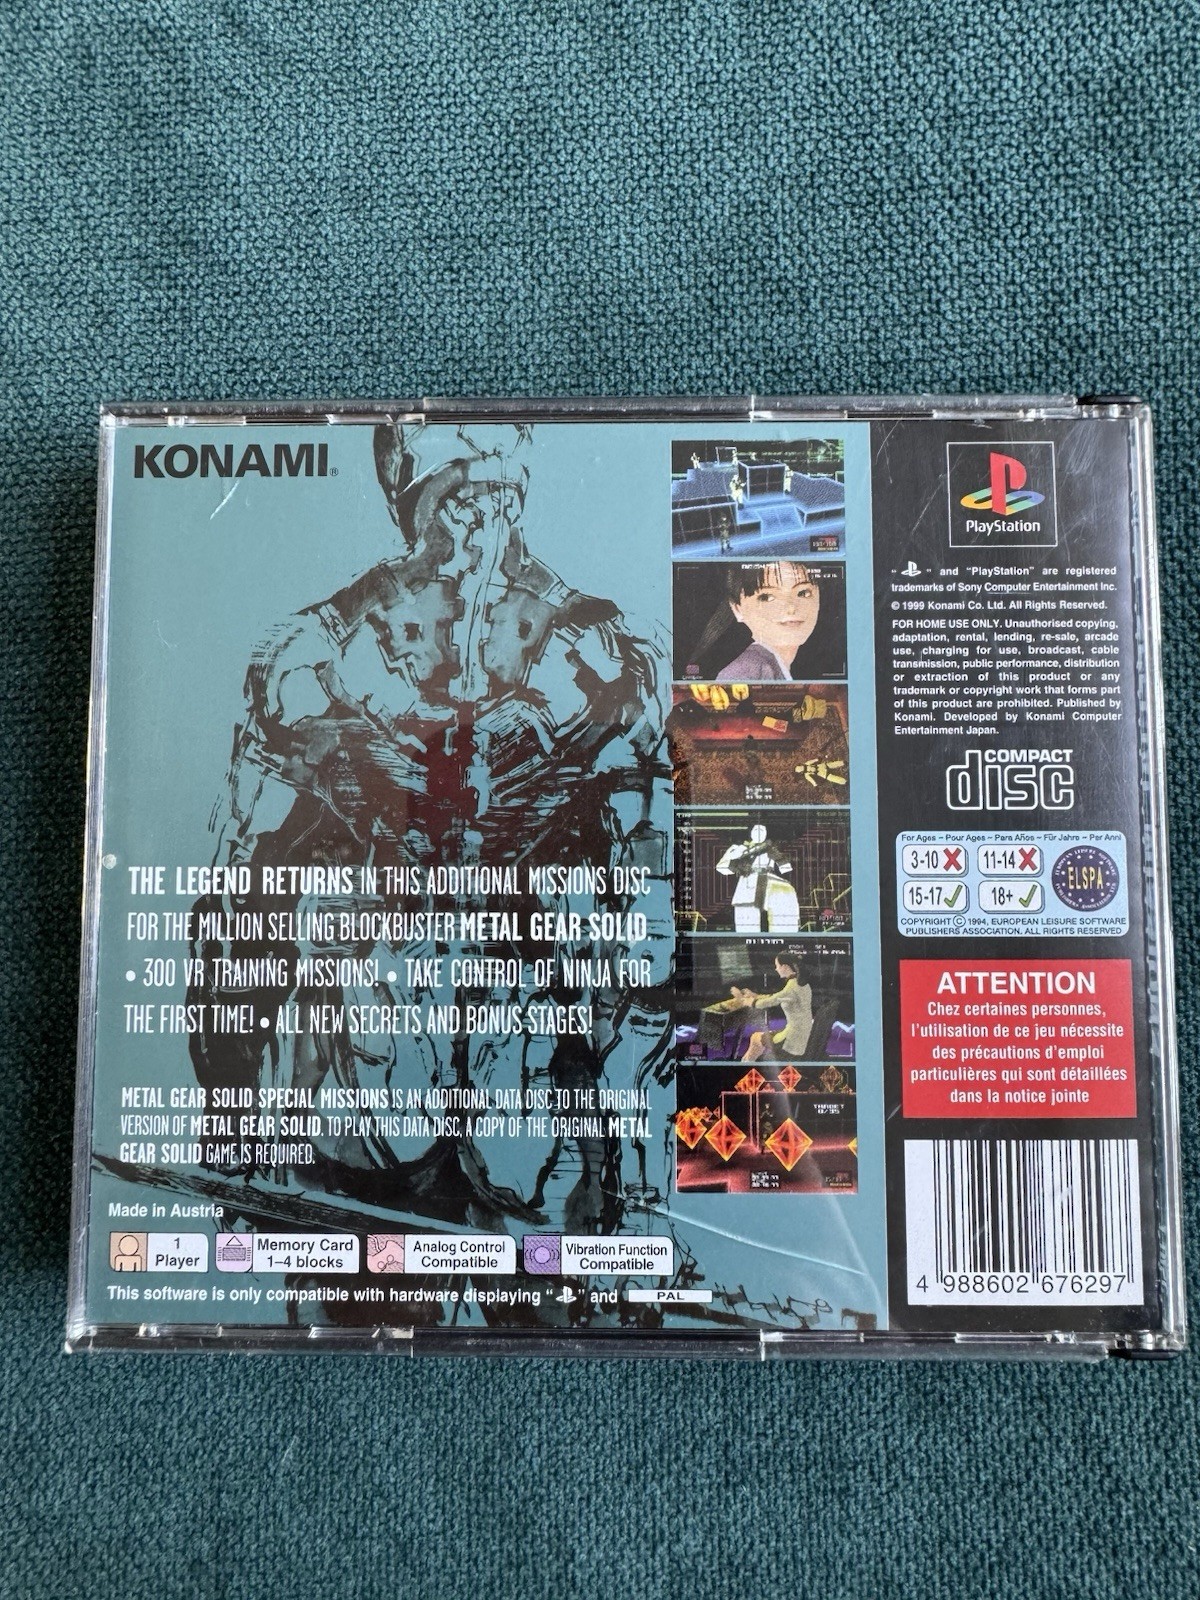 KONAMI®
THE LEGEND RETURNS IN THIS ADDITIONAL MISSIONS DISC
FOR THE MILLION SELLING BLOCKBUSTER METAL GEAR SOLID.
• 300 VR TRAINING MISSIONS! • TAKE CONTROL OF NINJA FOR
THE FIRST TIME! • ALL NEW SECRETS AND BONUS STAGES!
METAL GEAR SOLID SPECIAL MISSIONS IS AN ADDITIONAL DATA DISC TO THE ORIGINAL
VERSION OF METAL GEAR SOLID. TO PLAY THIS DATA DISC, A COPY OF THE ORIGINAL METAL
GEAR SOLID GAME IS REQUIRED.
Made in Austria
1
Player
Memory Card
1–4 blocks
Analog Control
Compatible
Vibration Function
Compatible
This software is only compatible with hardware displaying " " and PAL
TARGET
PlayStation
" " and "PlayStation" are registered
trademarks of Sony Computer Entertainment Inc.
© 1999 Konami Co. Ltd. All Rights Reserved.
FOR HOME USE ONLY. Unauthorised copying,
adaptation, rental, lending, re-sale, arcade
use, charging for use, broadcast, cable
transmission, public performance, distribution
or extraction of this product or any
trademark or copyright work that forms part
of this product are prohibited. Published by
Konami. Developed by Konami Computer
Entertainment Japan.
COMPACT
disc
For Ages – Pour Ages – Para Años – Für Jahre – Per Anni
3-10 11-14
15-17 18+
ELSPA
COPYRIGHT © 1994, EUROPEAN LEISURE SOFTWARE
PUBLISHERS ASSOCIATION. ALL RIGHTS RESERVED
ATTENTION
Chez certaines personnes,
l'utilisation de ce jeu nécessite
des précautions d'emploi
particulières qui sont détaillées
dans la notice jointe
4 988602 676297